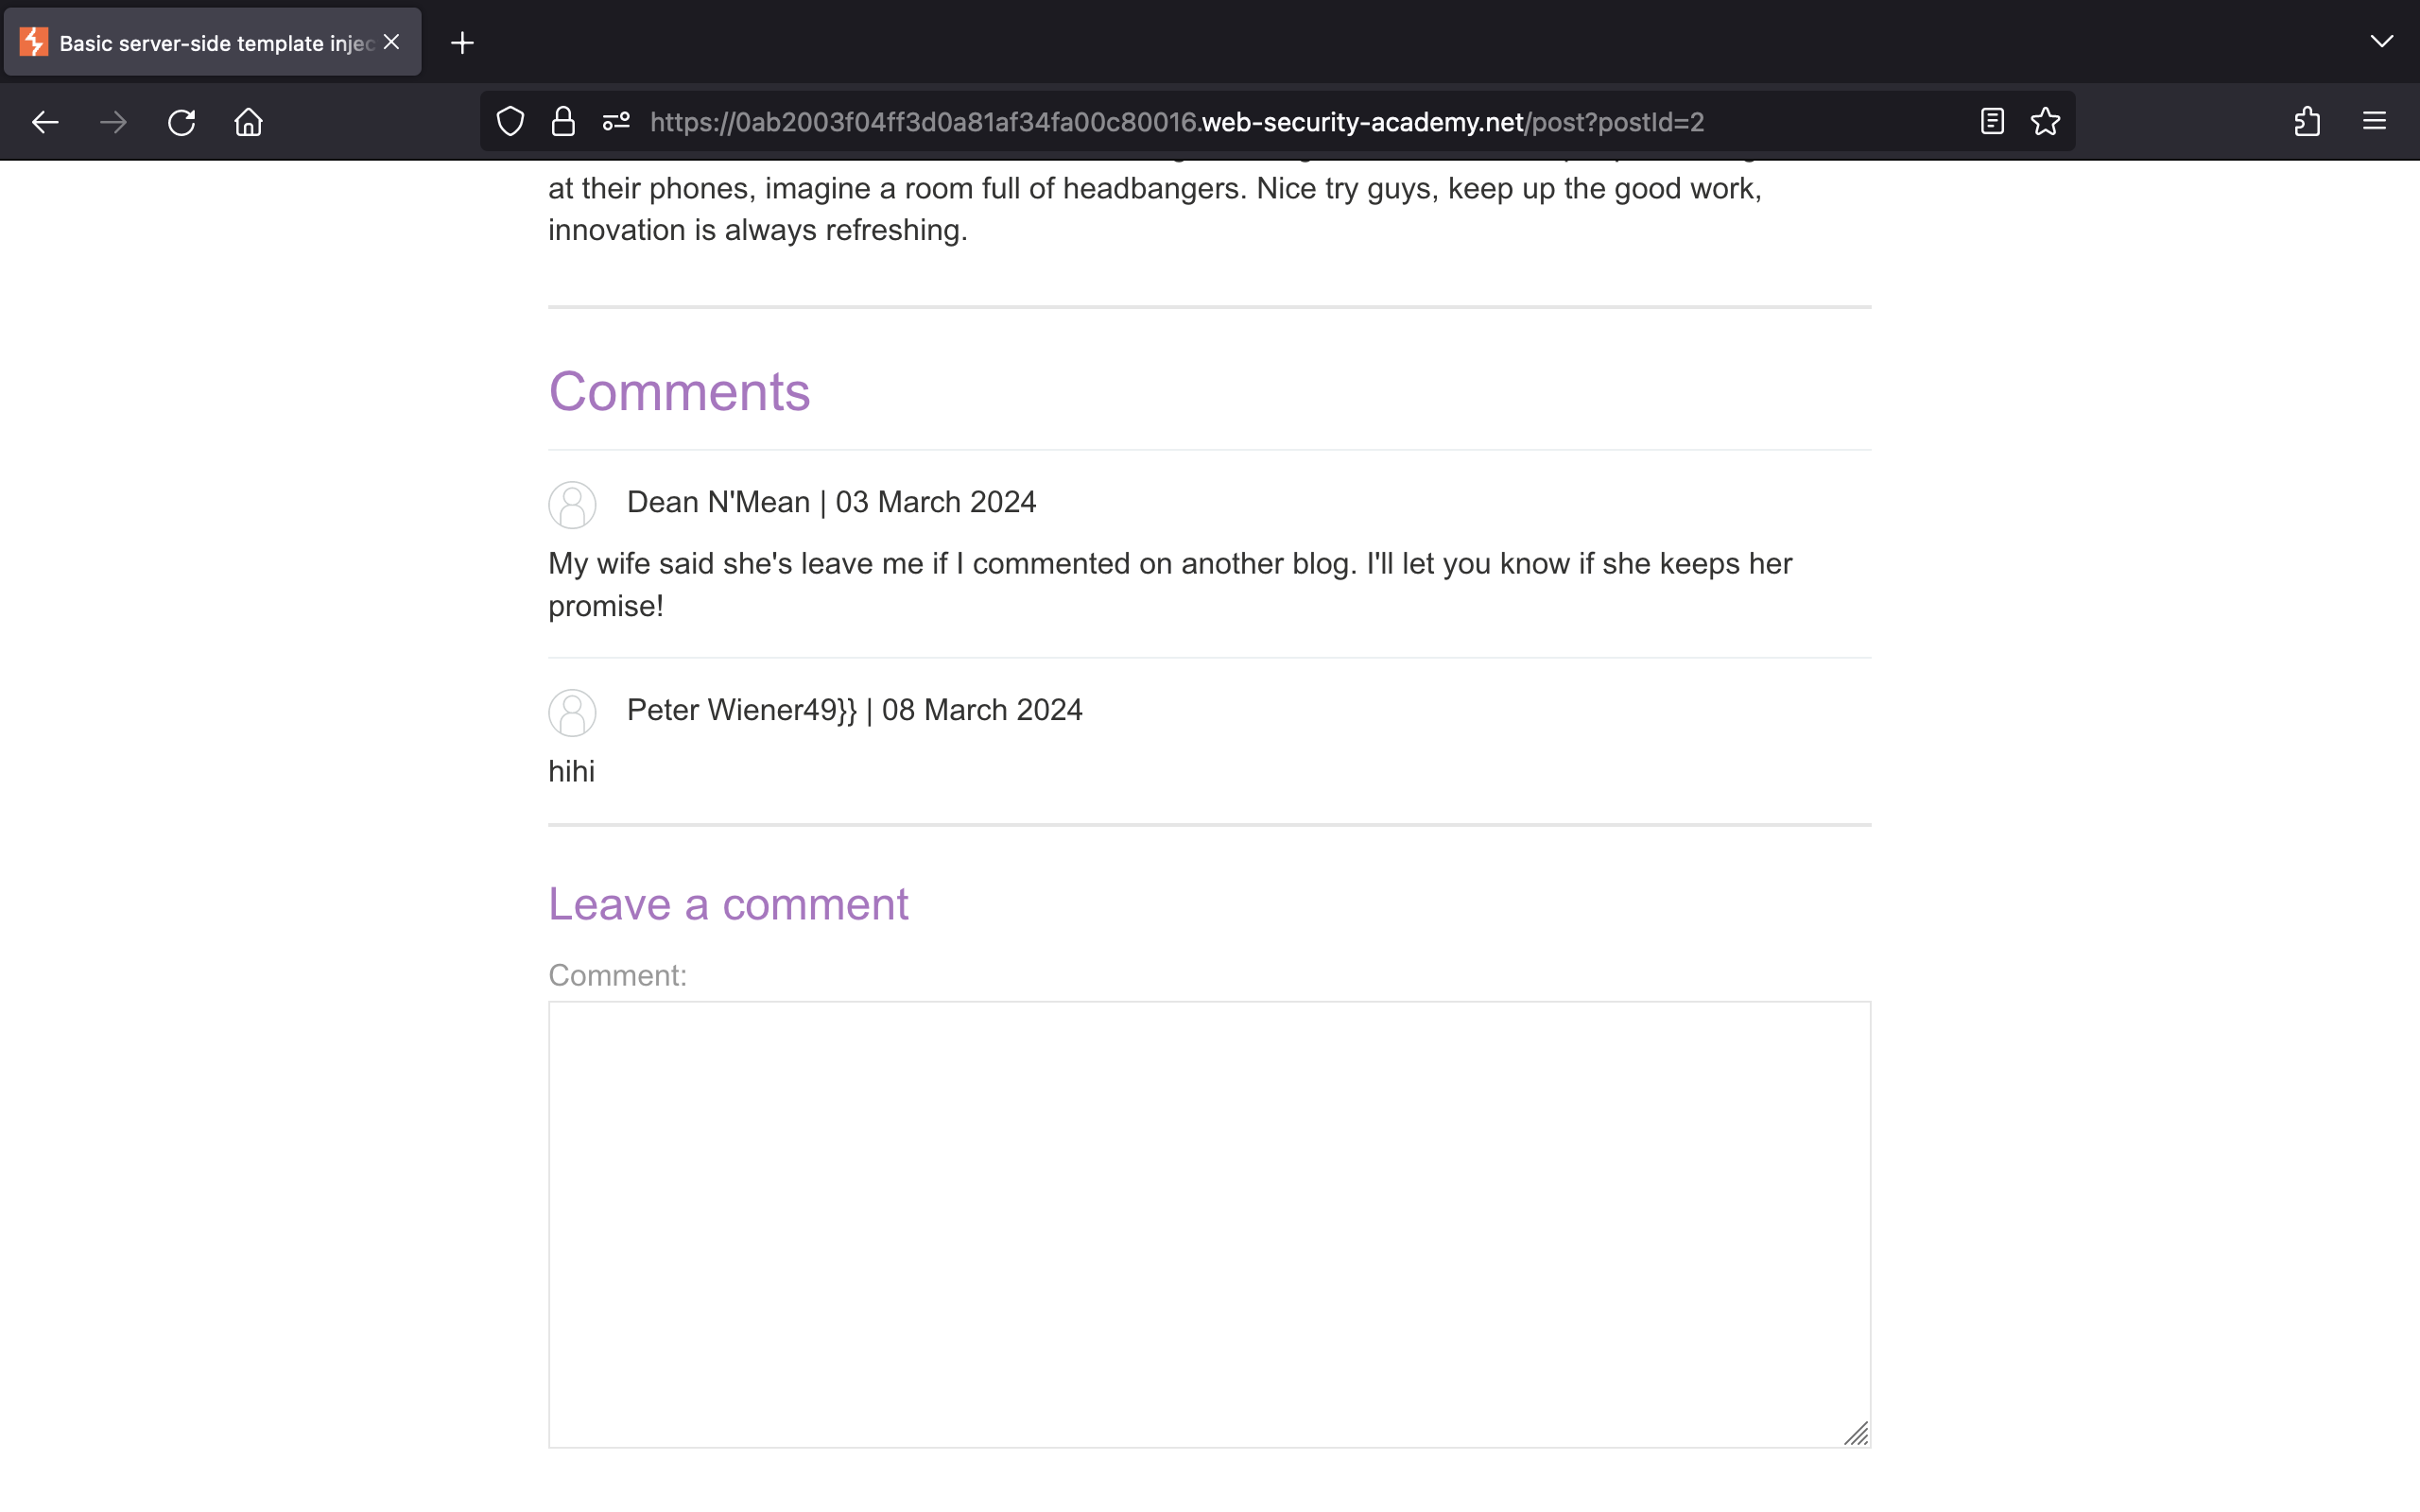 Basic server-side template injec
https://0ab2003f04ff3d0a81af34fa00c80016.web-security-academy.net/post?postId=2
at their phones, imagine a room full of headbangers. Nice try guys, keep up the good work,
innovation is always refreshing.
Comments
Dean N'Mean | 03 March 2024
My wife said she's leave me if I commented on another blog. I'll let you know if she keeps her
promise!
Peter Wiener49}} | 08 March 2024
hihi
Leave a comment
Comment: